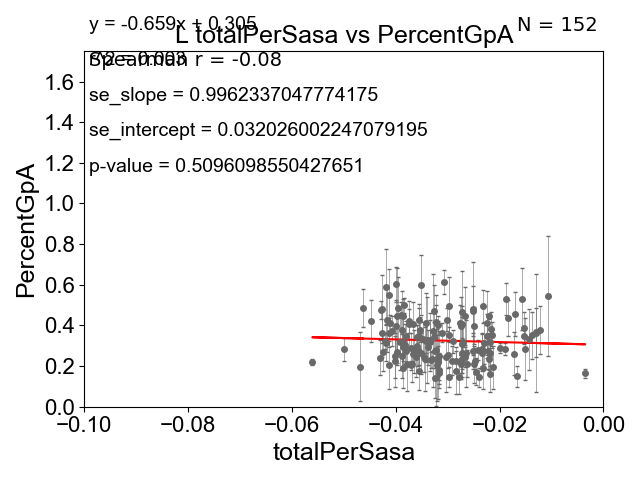 y = -0.659x + 0.305
N = 152
L totalPerSasa vs PercentGpA
Spearman r = -0.08
se_slope = 0.9962337047774175
se_intercept = 0.032026002247079195
p-value = 0.5096098550427651
PercentGpA
1.6
1.4
1.2
1.0
0.8
0.6
0.4
0.2
0.0
−0.10
−0.08
−0.06
−0.04
−0.02
0.00
totalPerSasa